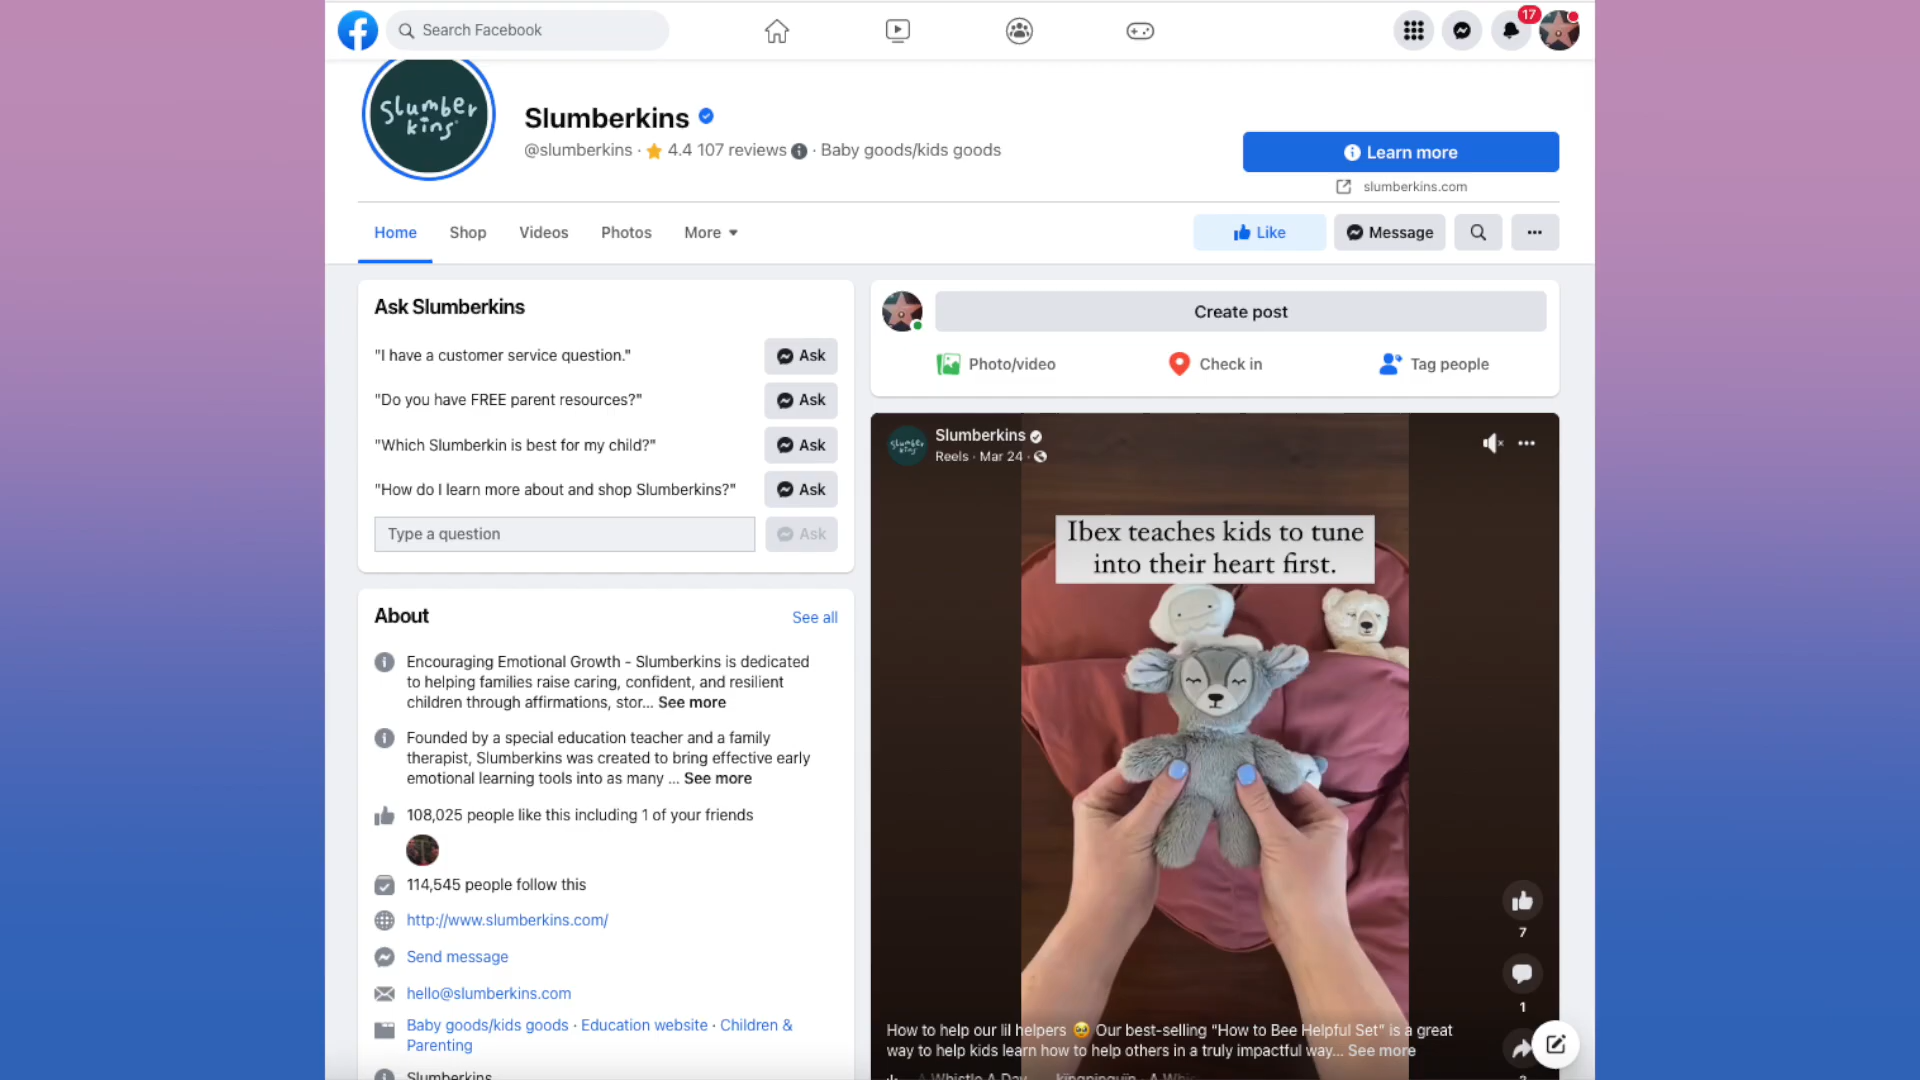 Search Facebook
17
Slumber
kins
Slumberkins
@slumberkins · 4.4 107 reviews · Baby goods/kids goods
Learn more
slumberkins.com
Home
Shop
Videos
Photos
More
Like
Message
Ask Slumberkins
"I have a customer service question."
Ask
"Do you have FREE parent resources?"
Ask
"Which Slumberkin is best for my child?"
Ask
"How do I learn more about and shop Slumberkins?"
Ask
Type a question
Ask
About
See all
Encouraging Emotional Growth - Slumberkins is dedicated
to helping families raise caring, confident, and resilient
children through affirmations, stor... See more
Founded by a special education teacher and a family
therapist, Slumberkins was created to bring effective early
emotional learning tools into as many ... See more
108,025 people like this including 1 of your friends
114,545 people follow this
http://www.slumberkins.com/
Send message
hello@slumberkins.com
Baby goods/kids goods · Education website · Children &
Parenting
Slumberkins
Create post
Photo/video
Check in
Tag people
Slumber
kins
Slumberkins
Reels · Mar 24 ·
Ibex teaches kids to tune
into their heart first.
7
1
How to help our lil helpers 🥹 Our best-selling “How to Bee Helpful Set” is a great
way to help kids learn how to help others in a truly impactful way... See more
A Whistle A Day